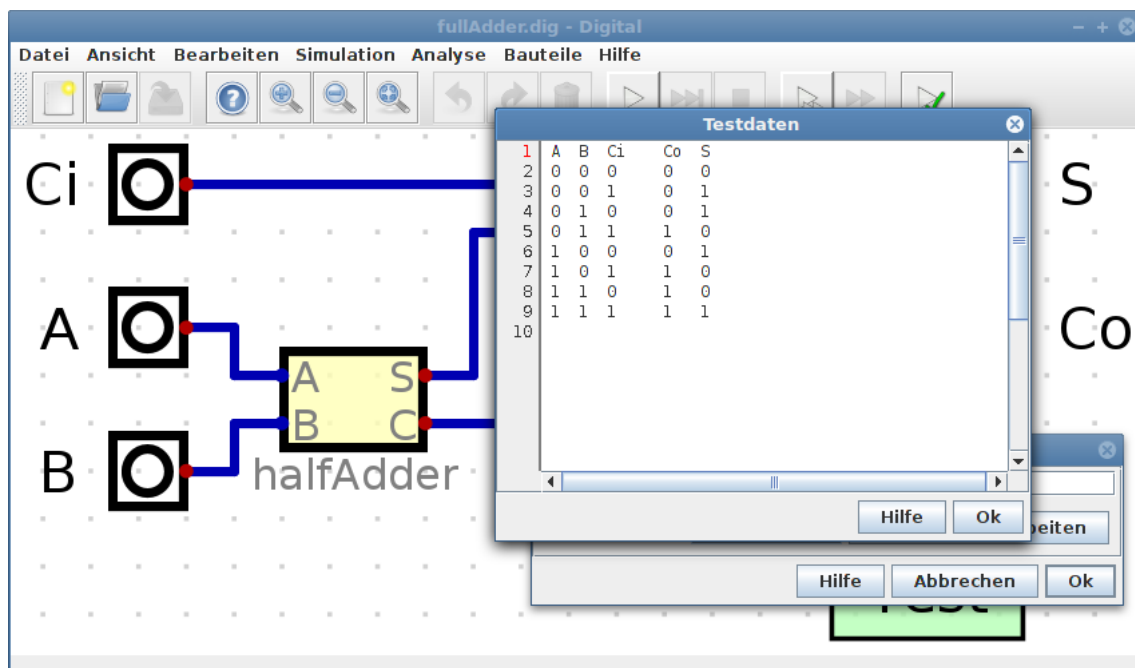 fullAdder.dig - Digital
Datei Ansicht Bearbeiten Simulation Analyse Bauteile Hilfe
Testdaten
1 A B Ci Co S
2 0 0 0 0 0
3 0 0 1 0 1
4 0 1 0 0 1
5 0 1 1 1 0
6 1 0 0 0 1
7 1 0 1 1 0
8 1 1 0 1 0
9 1 1 1 1 1
10
Hilfe Ok
Ci
S
A
Co
A S
B C
B
halfAdder
beiten
Hilfe Abbrechen Ok